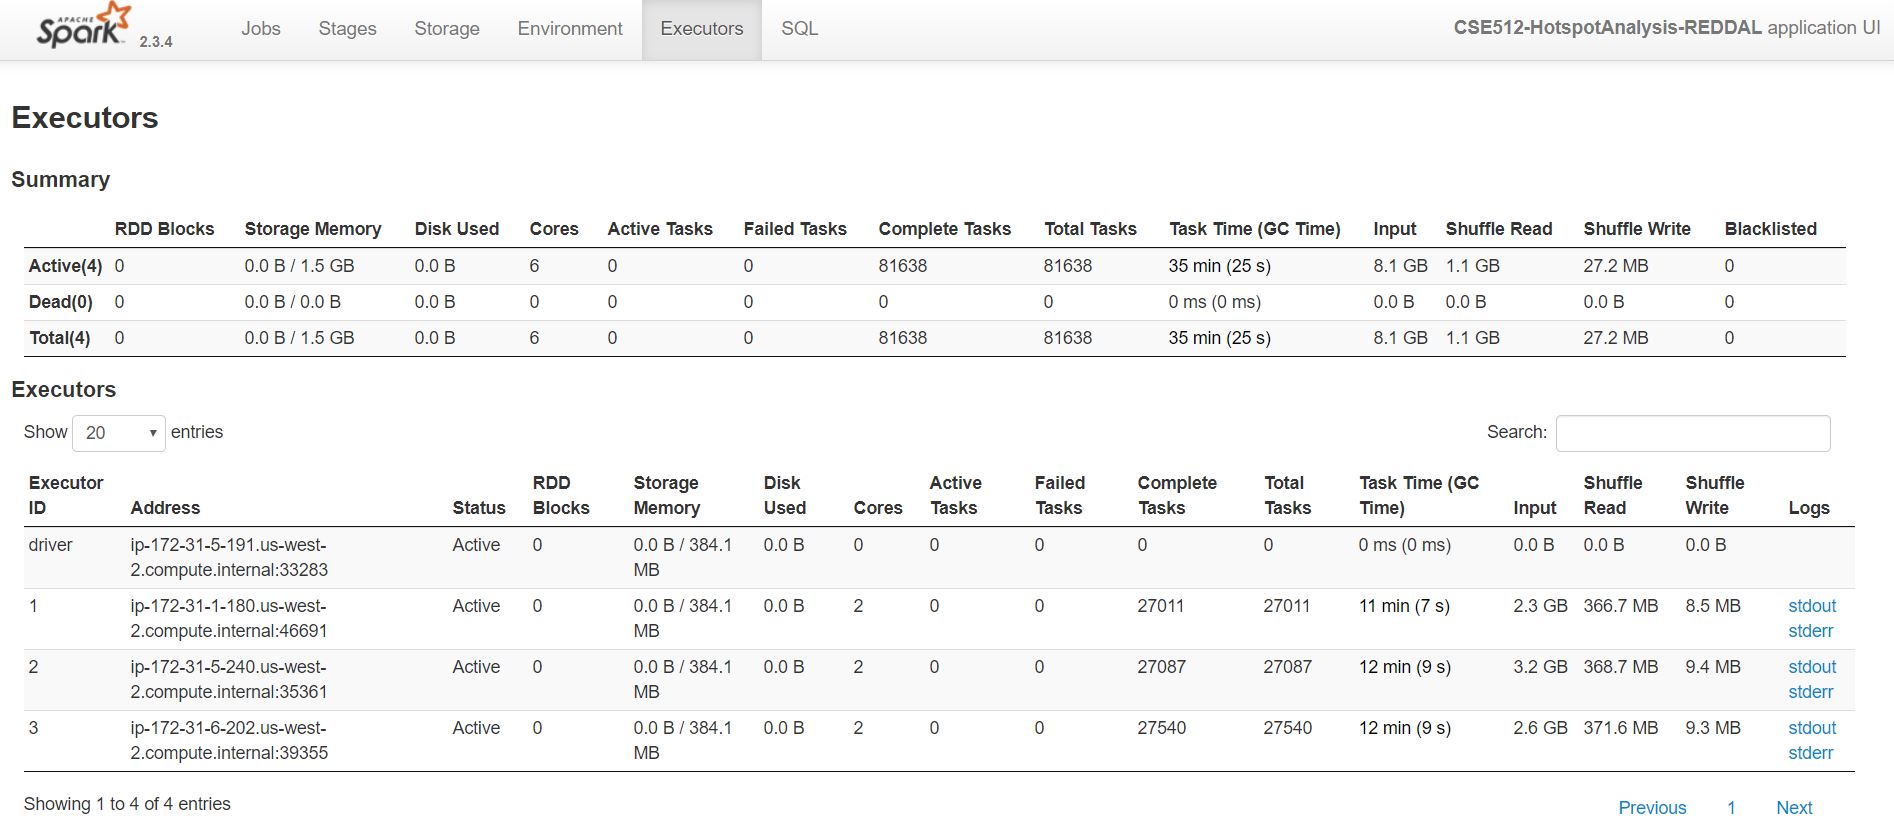 APACHE
Spark 2.3.4 Jobs Stages Storage Environment Executors SQL CSE512-HotspotAnalysis-REDDAL application UI
Executors
Summary
RDD Blocks Storage Memory Disk Used Cores Active Tasks Failed Tasks Complete Tasks Total Tasks Task Time (GC Time) Input Shuffle Read Shuffle Write Blacklisted
Active(4) 0 0.0 B / 1.5 GB 0.0 B 6 0 0 81638 81638 35 min (25 s) 8.1 GB 1.1 GB 27.2 MB 0
Dead(0) 0 0.0 B / 0.0 B 0.0 B 0 0 0 0 0 0 ms (0 ms) 0.0 B 0.0 B 0.0 B 0
Total(4) 0 0.0 B / 1.5 GB 0.0 B 6 0 0 81638 81638 35 min (25 s) 8.1 GB 1.1 GB 27.2 MB 0
Executors
Show 20 entries Search:
Executor RDD Storage Disk Active Failed Complete Total Task Time (GC Shuffle Shuffle
ID Address Status Blocks Memory Used Cores Tasks Tasks Tasks Tasks Time) Input Read Write Logs
driver ip-172-31-5-191.us-west- Active 0 0.0 B / 384.1 0.0 B 0 0 0 0 0 0 ms (0 ms) 0.0 B 0.0 B 0.0 B
2.compute.internal:33283 MB
1 ip-172-31-1-180.us-west- Active 0 0.0 B / 384.1 0.0 B 2 0 0 27011 27011 11 min (7 s) 2.3 GB 366.7 MB 8.5 MB stdout
2.compute.internal:46691 MB stderr
2 ip-172-31-5-240.us-west- Active 0 0.0 B / 384.1 0.0 B 2 0 0 27087 27087 12 min (9 s) 3.2 GB 368.7 MB 9.4 MB stdout
2.compute.internal:35361 MB stderr
3 ip-172-31-6-202.us-west- Active 0 0.0 B / 384.1 0.0 B 2 0 0 27540 27540 12 min (9 s) 2.6 GB 371.6 MB 9.3 MB stdout
2.compute.internal:39355 MB stderr
Showing 1 to 4 of 4 entries Previous 1 Next